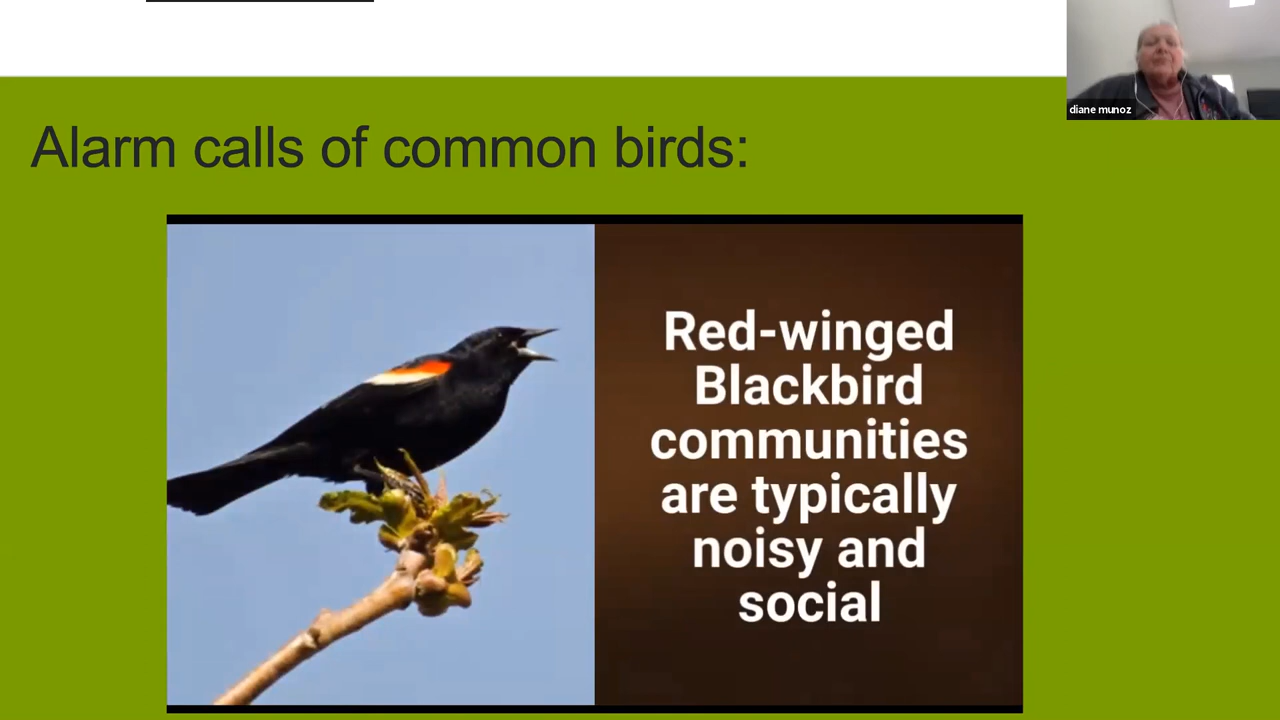 diane munoz
Alarm calls of common birds:
Red-winged
Blackbird
communities
are typically
noisy and
social